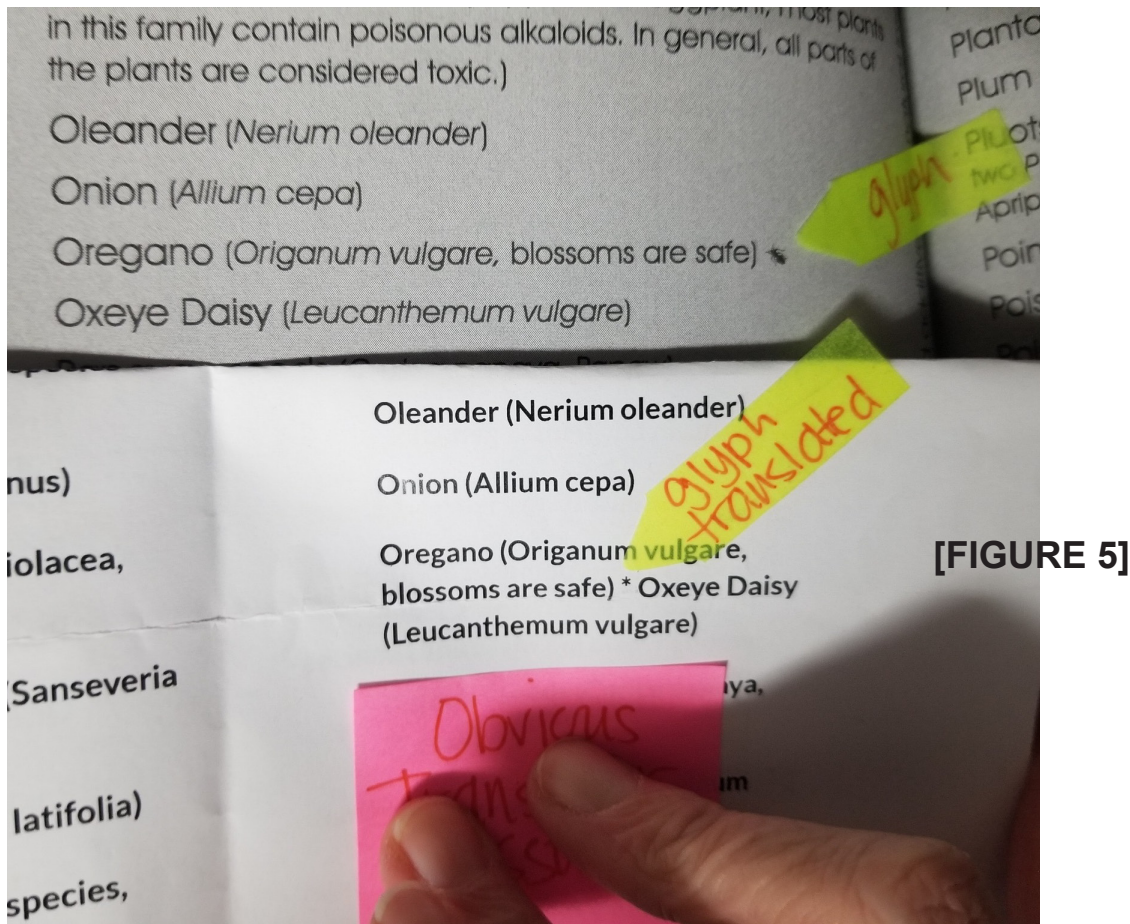 most plants
in this family contain poisonous alkaloids. In general, all parts of
the plants are considered toxic.)
Oleander (Nerium oleander)
Onion (Allium cepa)
Oregano (Origanum vulgare, blossoms are safe)
Oxeye Daisy (Leucanthemum vulgare)
Plum
glyph
two
glyph
translated
Oleander (Nerium oleander)
Onion (Allium cepa)
Oregano (Origanum vulgare,
blossoms are safe) * Oxeye Daisy
(Leucanthemum vulgare)
nus)
iolacea,
(Sanseveria
latifolia)
species,
Obvious
[FIGURE 5]